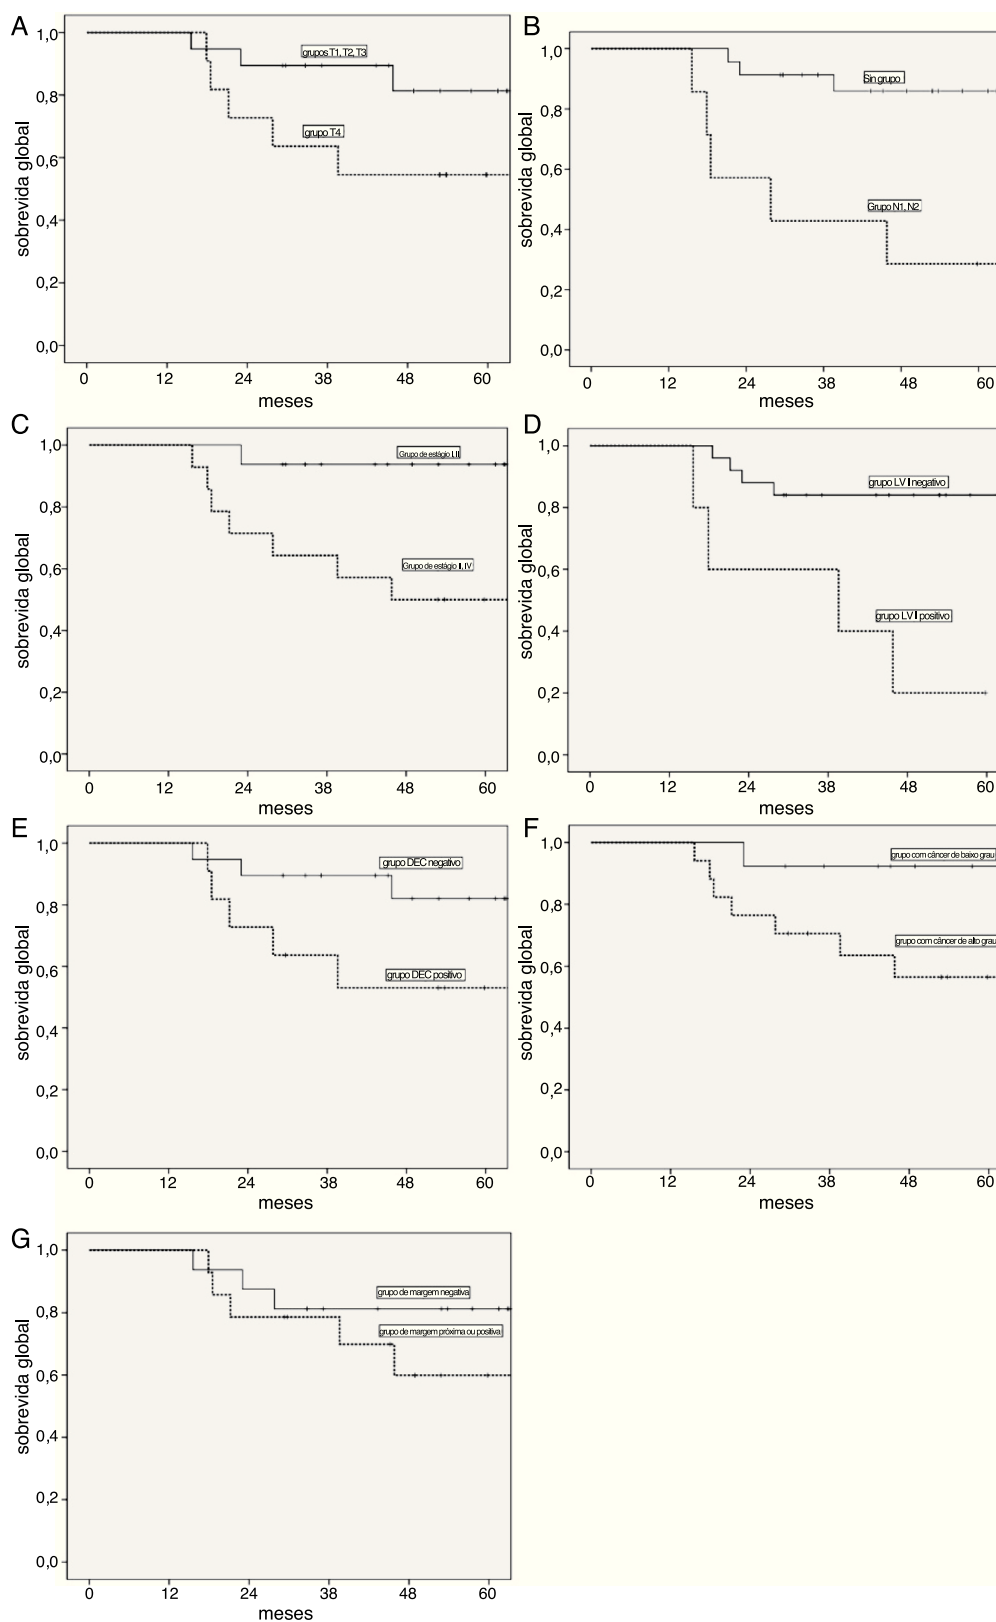 A
sobrevida global
1,0
0,8
0,6
0,4
0,2
0,0
grupos T1, T2, T3
grupo T4
0 12 24 38 48 60
meses
B
sobrevida global
1,0
0,8
0,6
0,4
0,2
0,0
Sin grupo
Grupo N1, N2
0 12 24 38 48 60
meses
C
sobrevida global
1,0
0,8
0,6
0,4
0,2
0,0
Grupo de estágio I,II
Grupo de estágio II, IV
0 12 24 38 48 60
meses
D
sobrevida global
1,0
0,8
0,6
0,4
0,2
0,0
grupo LV I negativo
grupo LV I positivo
0 12 24 38 48 60
meses
E
sobrevida global
1,0
0,8
0,6
0,4
0,2
0,0
grupo DEC negativo
grupo DEC positivo
0 12 24 38 48 60
meses
F
sobrevida global
1,0
0,8
0,6
0,4
0,2
0,0
grupo com câncer de baixo grau
grupo com câncer de alto grau
0 12 24 38 48 60
meses
G
sobrevida global
1,0
0,8
0,6
0,4
0,2
0,0
grupo de margem negativa
grupo de margem próxima ou positiva
0 12 24 38 48 60
meses